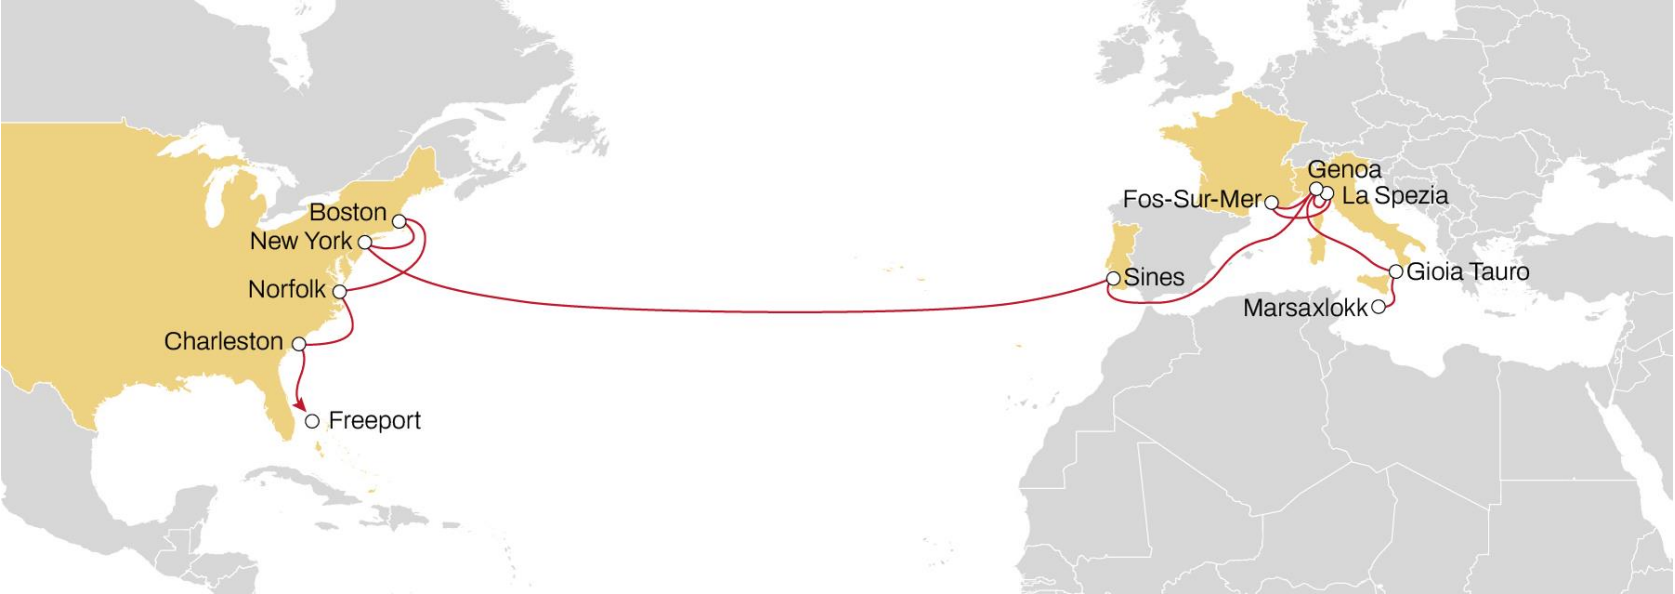 Genoa
Fos-Sur-Mer
La Spezia
Boston
New York
Gioia Tauro
Sines
Norfolk
Marsaxlokk
Charleston
Freeport